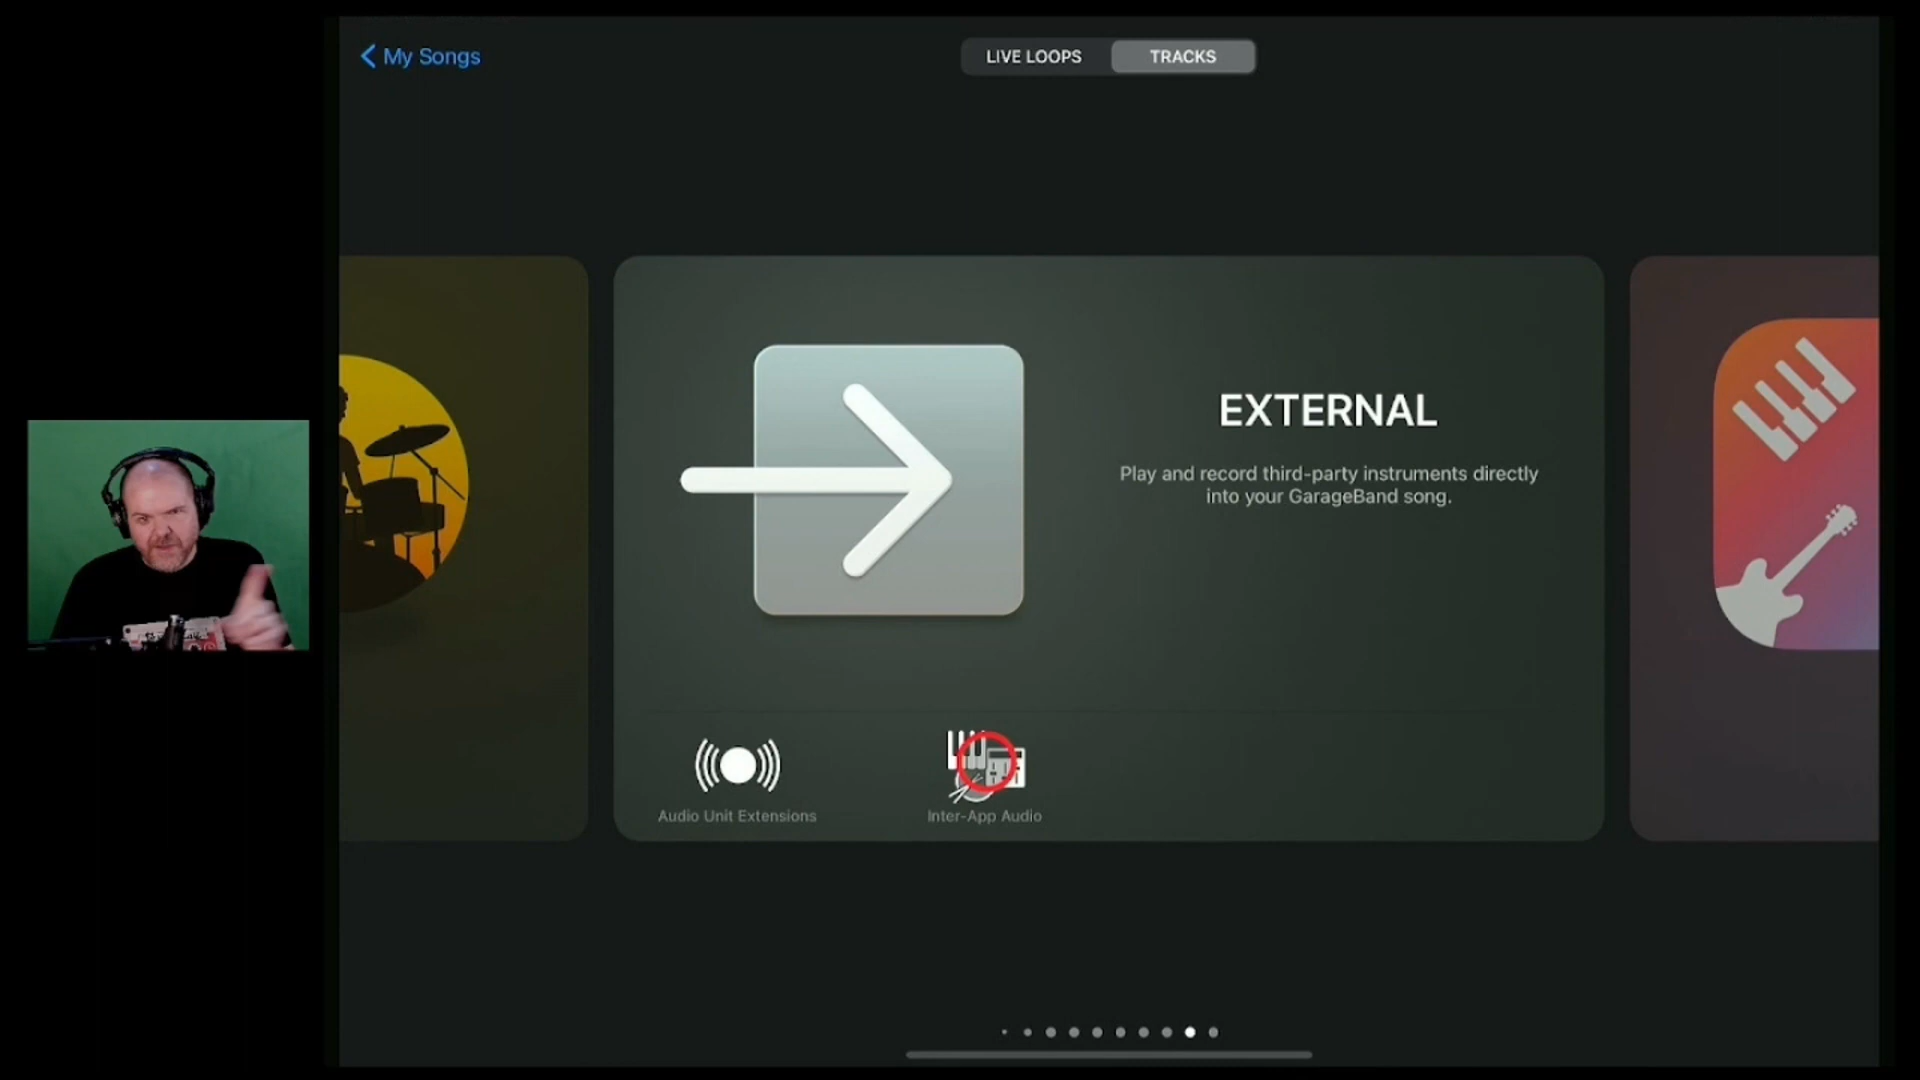 My Songs
LIVE LOOPS
TRACKS
EXTERNAL
Play and record third-party instruments directly
into your GarageBand song.
Audio Unit Extensions
Inter-App Audio